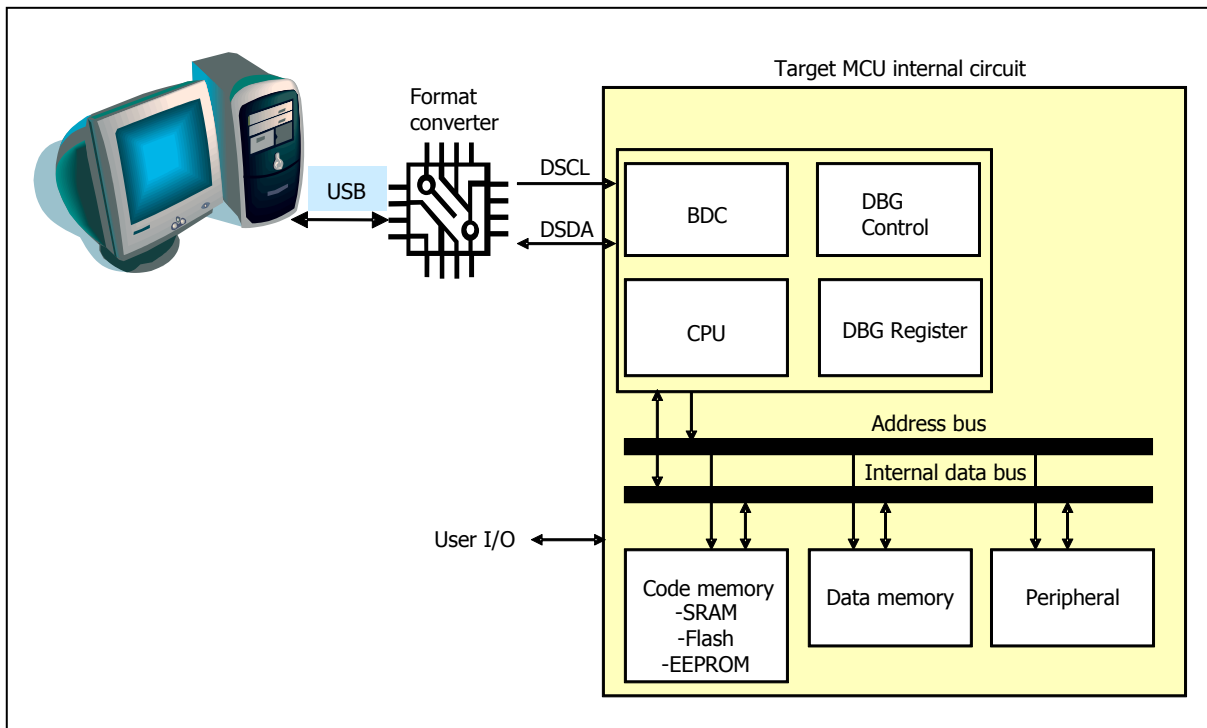 Target MCU internal circuit
Format
converter
USB
DSCL
DSDA
BDC
DBG
Control
CPU
DBG Register
Address bus
Internal data bus
User I/O
Code memory
-SRAM
-Flash
-EEPROM
Data memory
Peripheral